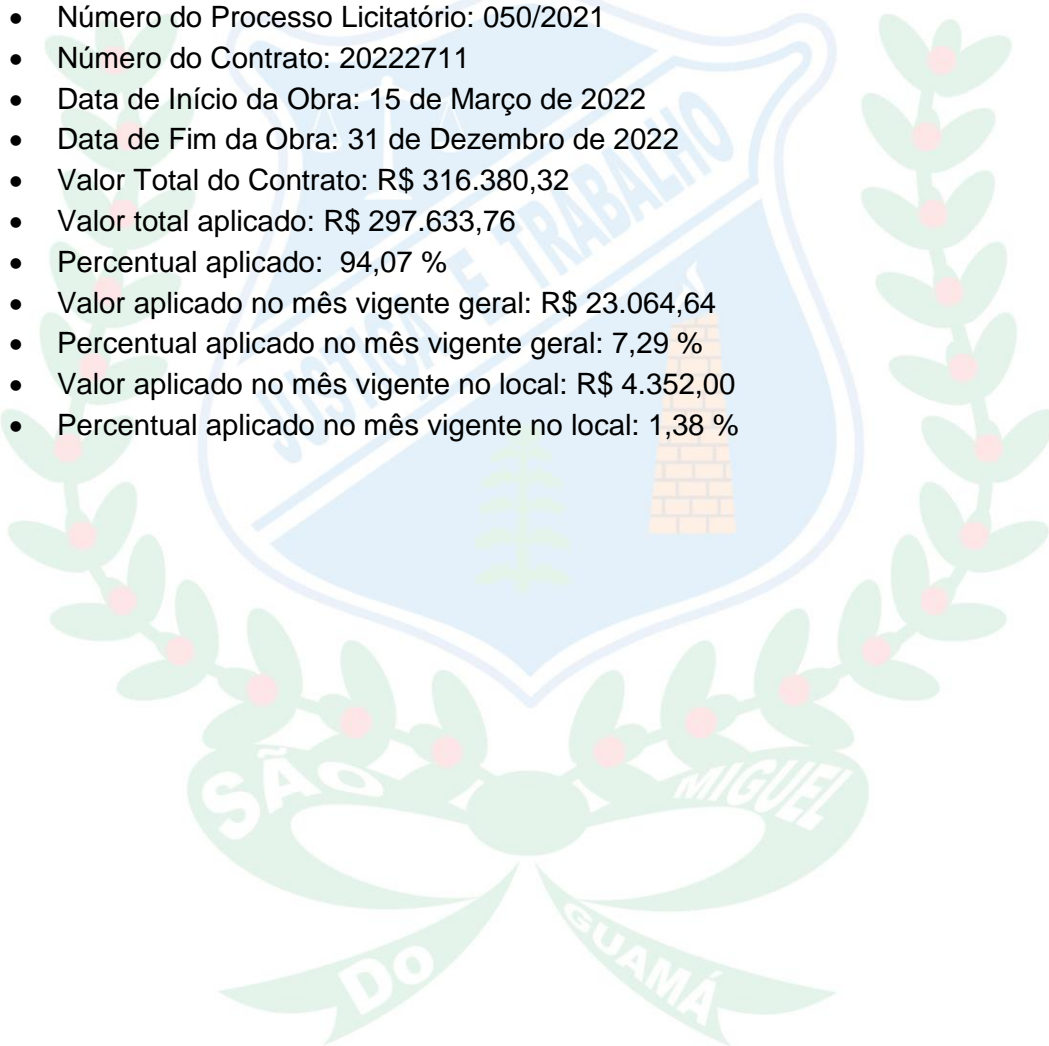 • Número do Processo Licitatório: 050/2021
• Número do Contrato: 20222711
• Data de Início da Obra: 15 de Março de 2022
• Data de Fim da Obra: 31 de Dezembro de 2022
• Valor Total do Contrato: R$ 316.380,32
• Valor total aplicado: R$ 297.633,76
• Percentual aplicado: 94,07 %
• Valor aplicado no mês vigente geral: R$ 23.064,64
• Percentual aplicado no mês vigente geral: 7,29 %
• Valor aplicado no mês vigente no local: R$ 4.352,00
• Percentual aplicado no mês vigente no local: 1,38 %
JUSTIÇA E TRABALHO
SÃO MIGUEL
DO GUAMÁ